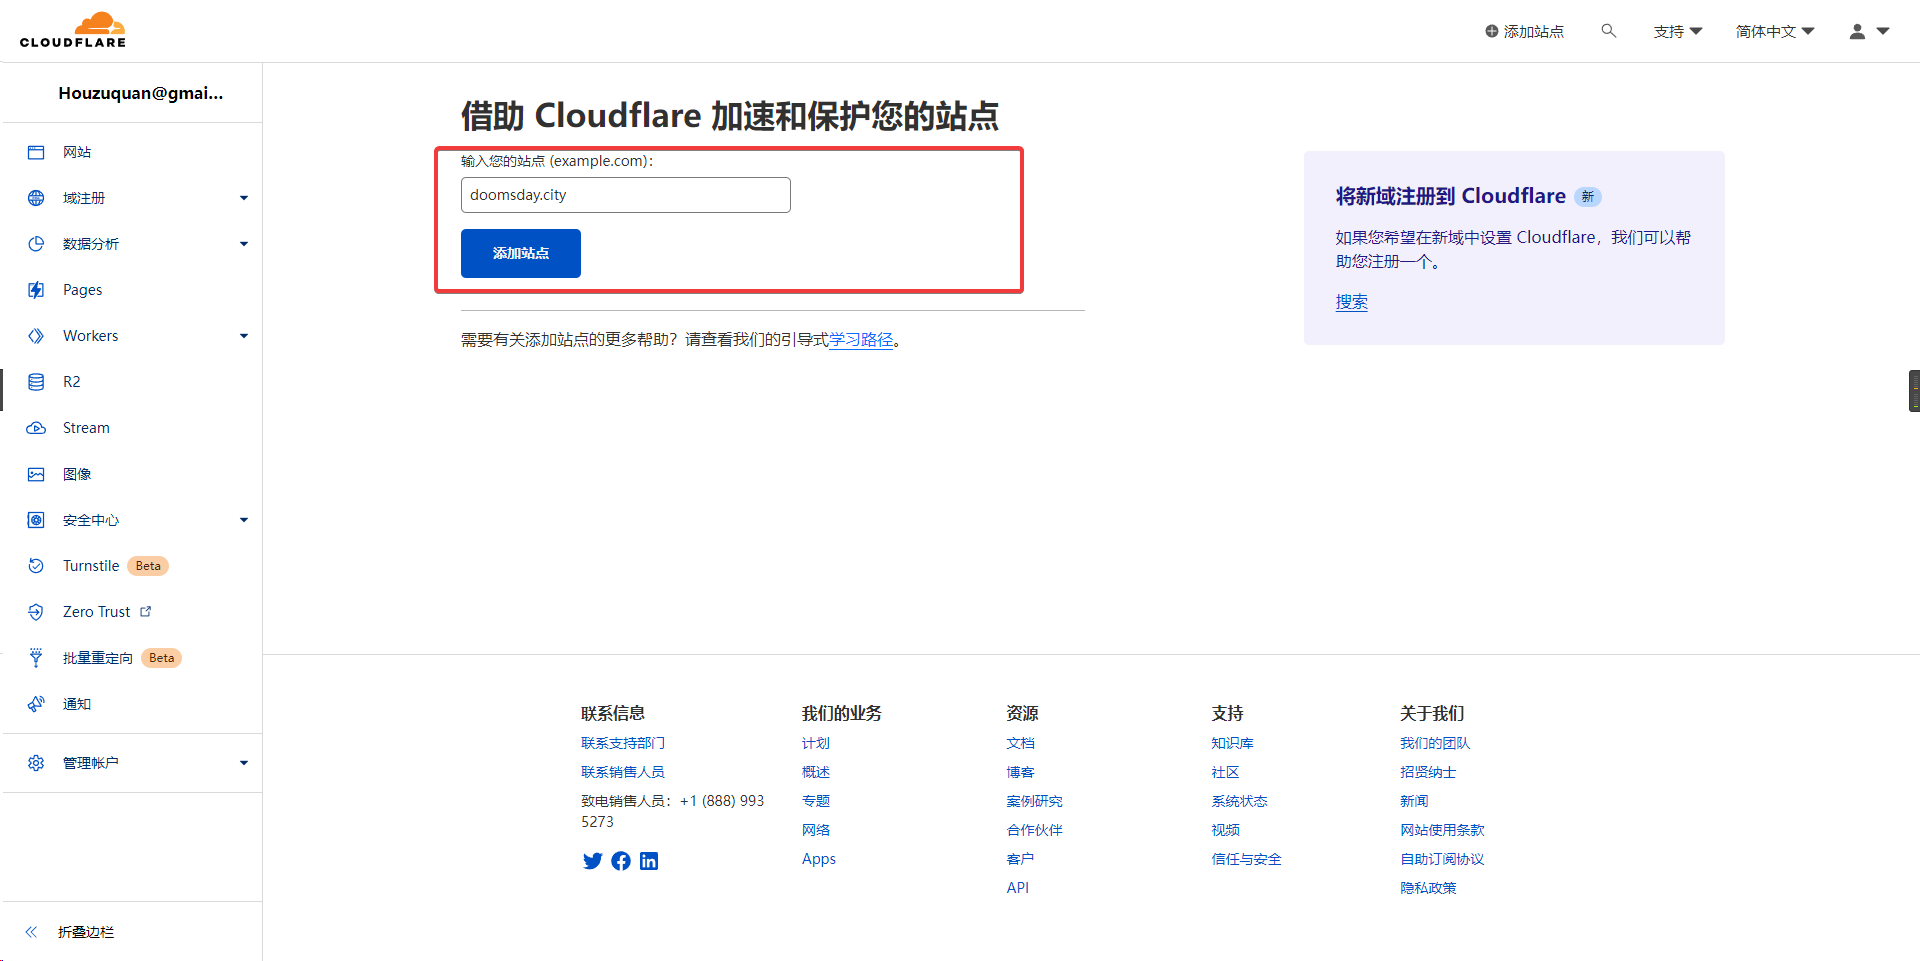 CLOUDFLARE
添加站点
支持
简体中文
Houzuquan@gmai...
网站
域注册
数据分析
Pages
Workers
R2
Stream
图像
安全中心
Turnstile Beta
Zero Trust
批量重定向 Beta
通知
管理帐户
折叠边栏
借助 Cloudflare 加速和保护您的站点
输入您的站点 (example.com)：
doomsday.city
添加站点
需要有关添加站点的更多帮助？请查看我们的引导式学习路径。
将新域注册到 Cloudflare 新
如果您希望在新域中设置 Cloudflare，我们可以帮
助您注册一个。
搜索
联系信息
联系支持部门
联系销售人员
致电销售人员：+1 (888) 993
5273
我们的业务
计划
概述
专题
网络
Apps
资源
文档
博客
案例研究
合作伙伴
客户
API
支持
知识库
社区
系统状态
视频
信任与安全
关于我们
我们的团队
招贤纳士
新闻
网站使用条款
自助订阅协议
隐私政策